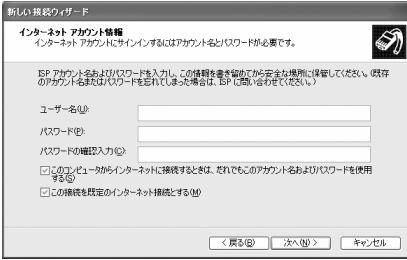 新しい接続ウィザード
インターネット アカウント情報
インターネット アカウントにサインインするにはアカウント名とパスワードが必要です。
ISP アカウント名およびパスワードを入力し、この情報を書き留めてから安全な場所に保管してください。(既存
のアカウント名またはパスワードを忘れてしまった場合は、ISP に問い合わせてください。)
ユーザー名(U):
パスワード(P):
パスワードの確認入力(C):
このコンピュータからインターネットに接続するときは、だれでもこのアカウント名およびパスワードを使用
する(S)
この接続を既定のインターネット接続とする(M)
< 戻る(B)
次へ(N) >
キャンセル